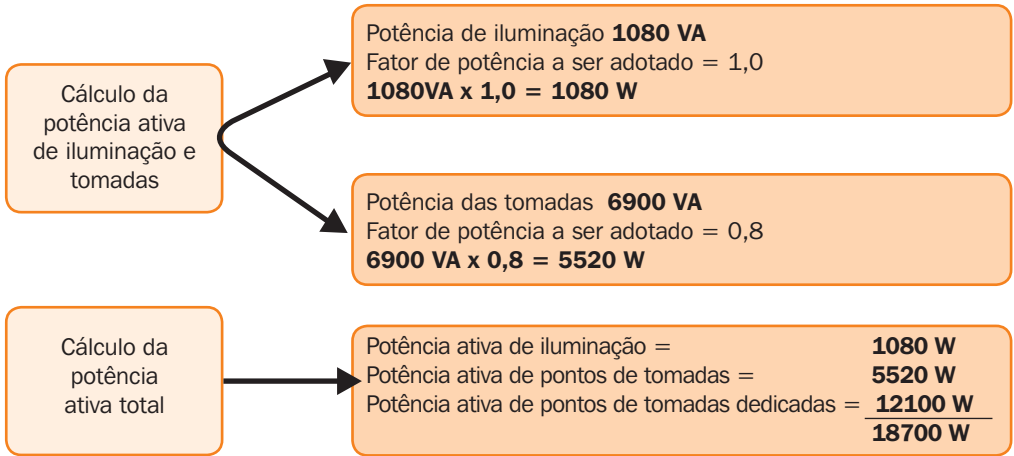 Cálculo da
potência ativa
de iluminação e
tomadas
Potência de iluminação 1080 VA
Fator de potência a ser adotado = 1,0
1080VA x 1,0 = 1080 W
Potência das tomadas 6900 VA
Fator de potência a ser adotado = 0,8
6900 VA x 0,8 = 5520 W
Cálculo da
potência
ativa total
Potência ativa de iluminação = 1080 W
Potência ativa de pontos de tomadas = 5520 W
Potência ativa de pontos de tomadas dedicadas = 12100 W
18700 W